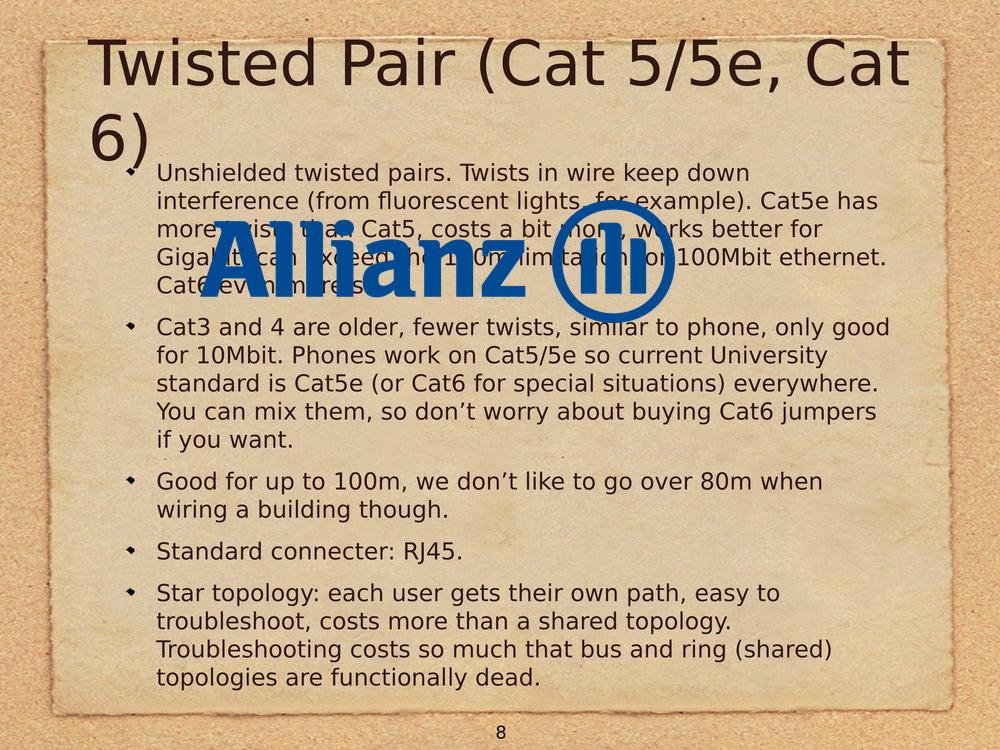 Twisted Pair (Cat 5/5e, Cat
6)
Unshielded twisted pairs. Twists in wire keep down
interference (from fluorescent lights, for example). Cat5e has
more twists than Cat5, costs a bit more, works better for
Gigabit, can exceed the 100m limitation for 100Mbit ethernet.
Cat6 even more so.
Allianz
Cat3 and 4 are older, fewer twists, similar to phone, only good
for 10Mbit. Phones work on Cat5/5e so current University
standard is Cat5e (or Cat6 for special situations) everywhere.
You can mix them, so don’t worry about buying Cat6 jumpers
if you want.
Good for up to 100m, we don’t like to go over 80m when
wiring a building though.
Standard connecter: RJ45.
Star topology: each user gets their own path, easy to
troubleshoot, costs more than a shared topology.
Troubleshooting costs so much that bus and ring (shared)
topologies are functionally dead.
8